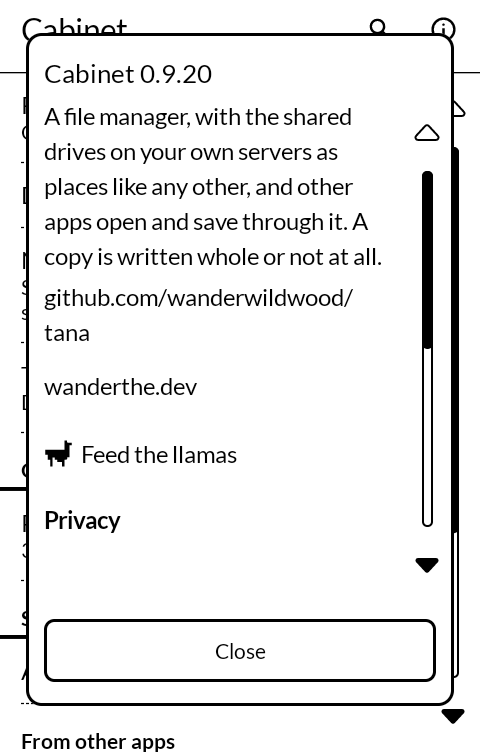 Cabinet
Cabinet 0.9.20
A file manager, with the shared
drives on your own servers as
places like any other, and other
apps open and save through it. A
copy is written whole or not at all.
github.com/wanderwildwood/
tana
wanderthe.dev
Feed the llamas
Privacy
Close
From other apps